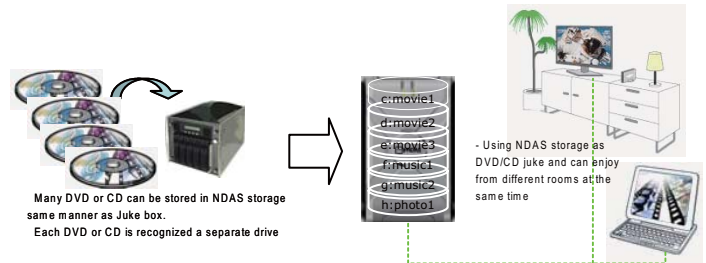 Many DVD or CD can be stored in NDAS storage
same manner as Juke box.
Each DVD or CD is recognized a separate drive
c:movie1
d:movie2
e:movie3
f:music1
g:music2
h:photo1
- Using NDAS storage as
DVD/CD juke and can enjoy
from different rooms at the
same time